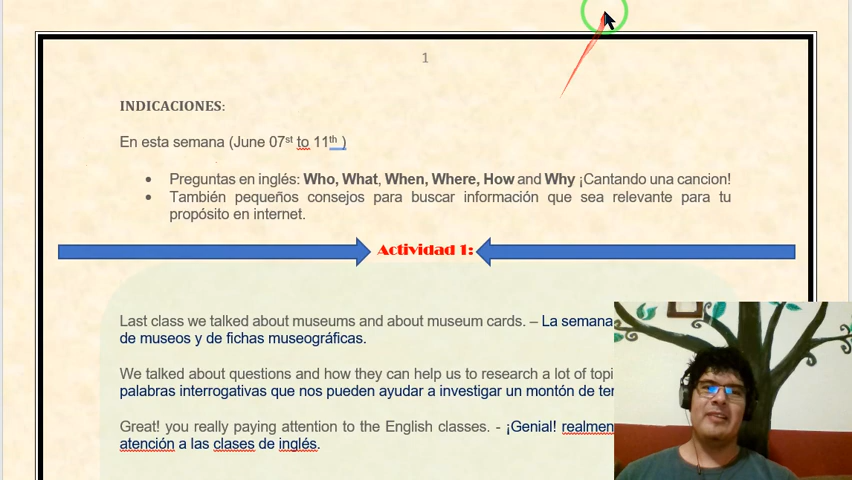 1
INDICACIONES:
En esta semana (June 07st to 11th )
• Preguntas en inglés: Who, What, When, Where, How and Why ¡Cantando una cancion!
• También pequeños consejos para buscar información que sea relevante para tu
propósito en internet.
Actividad 1:
Last class we talked about museums and about museum cards. – La semana
de museos y de fichas museográficas.
We talked about questions and how they can help us to research a lot of topi
palabras interrogativas que nos pueden ayudar a investigar un montón de ter
Great! you really paying attention to the English classes. - ¡Genial! realmen
atención a las clases de inglés.